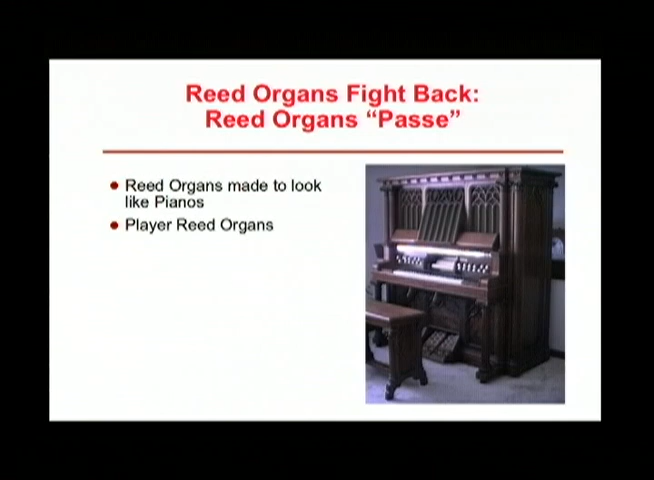 Reed Organs Fight Back:
Reed Organs “Passe”
Reed Organs made to look
like Pianos
Player Reed Organs